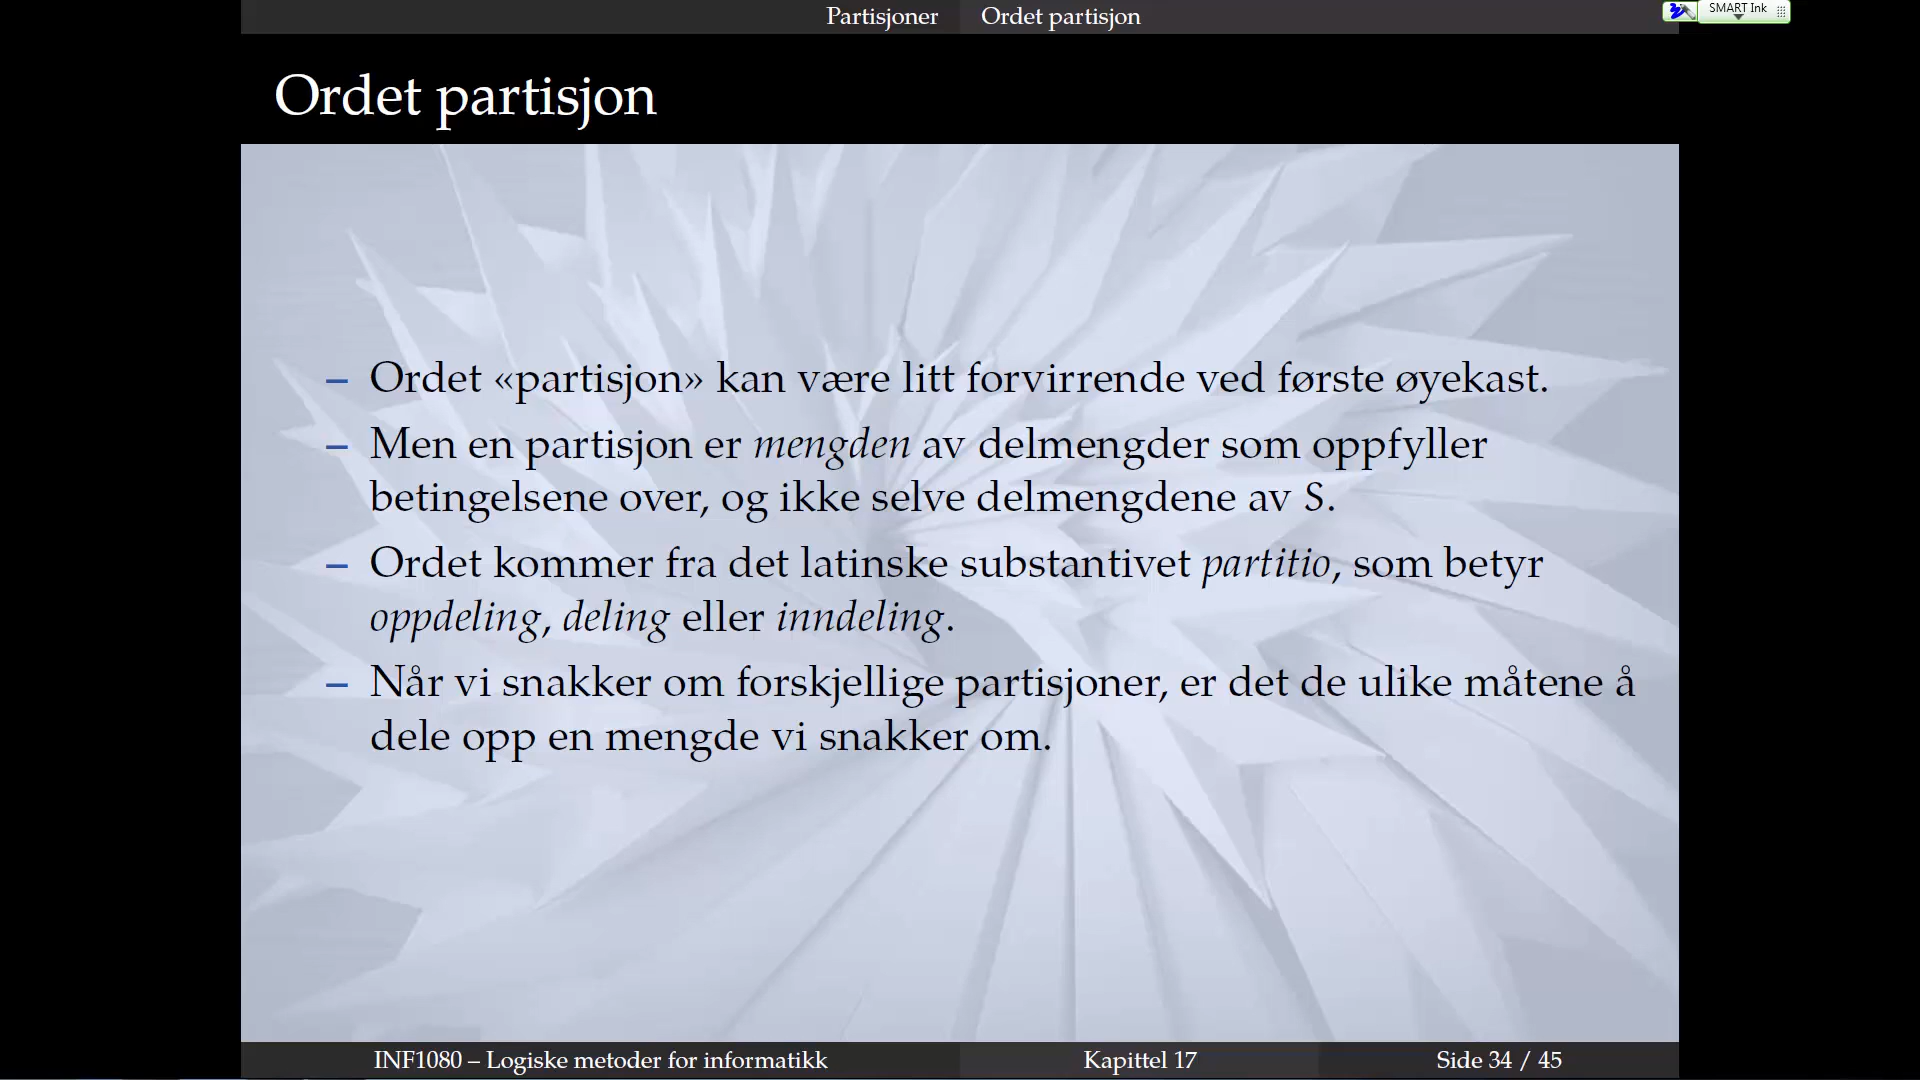 Partisjoner Ordet partisjon
SMART Ink
Ordet partisjon
– Ordet «partisjon» kan være litt forvirrende ved første øyekast.
– Men en partisjon er mengden av delmengder som oppfyller
betingelsene over, og ikke selve delmengdene av S.
– Ordet kommer fra det latinske substantivet partitio, som betyr
oppdeling, deling eller inndeling.
– Når vi snakker om forskjellige partisjoner, er det de ulike måtene å
dele opp en mengde vi snakker om.
INF1080 – Logiske metoder for informatikk Kapittel 17 Side 34 / 45